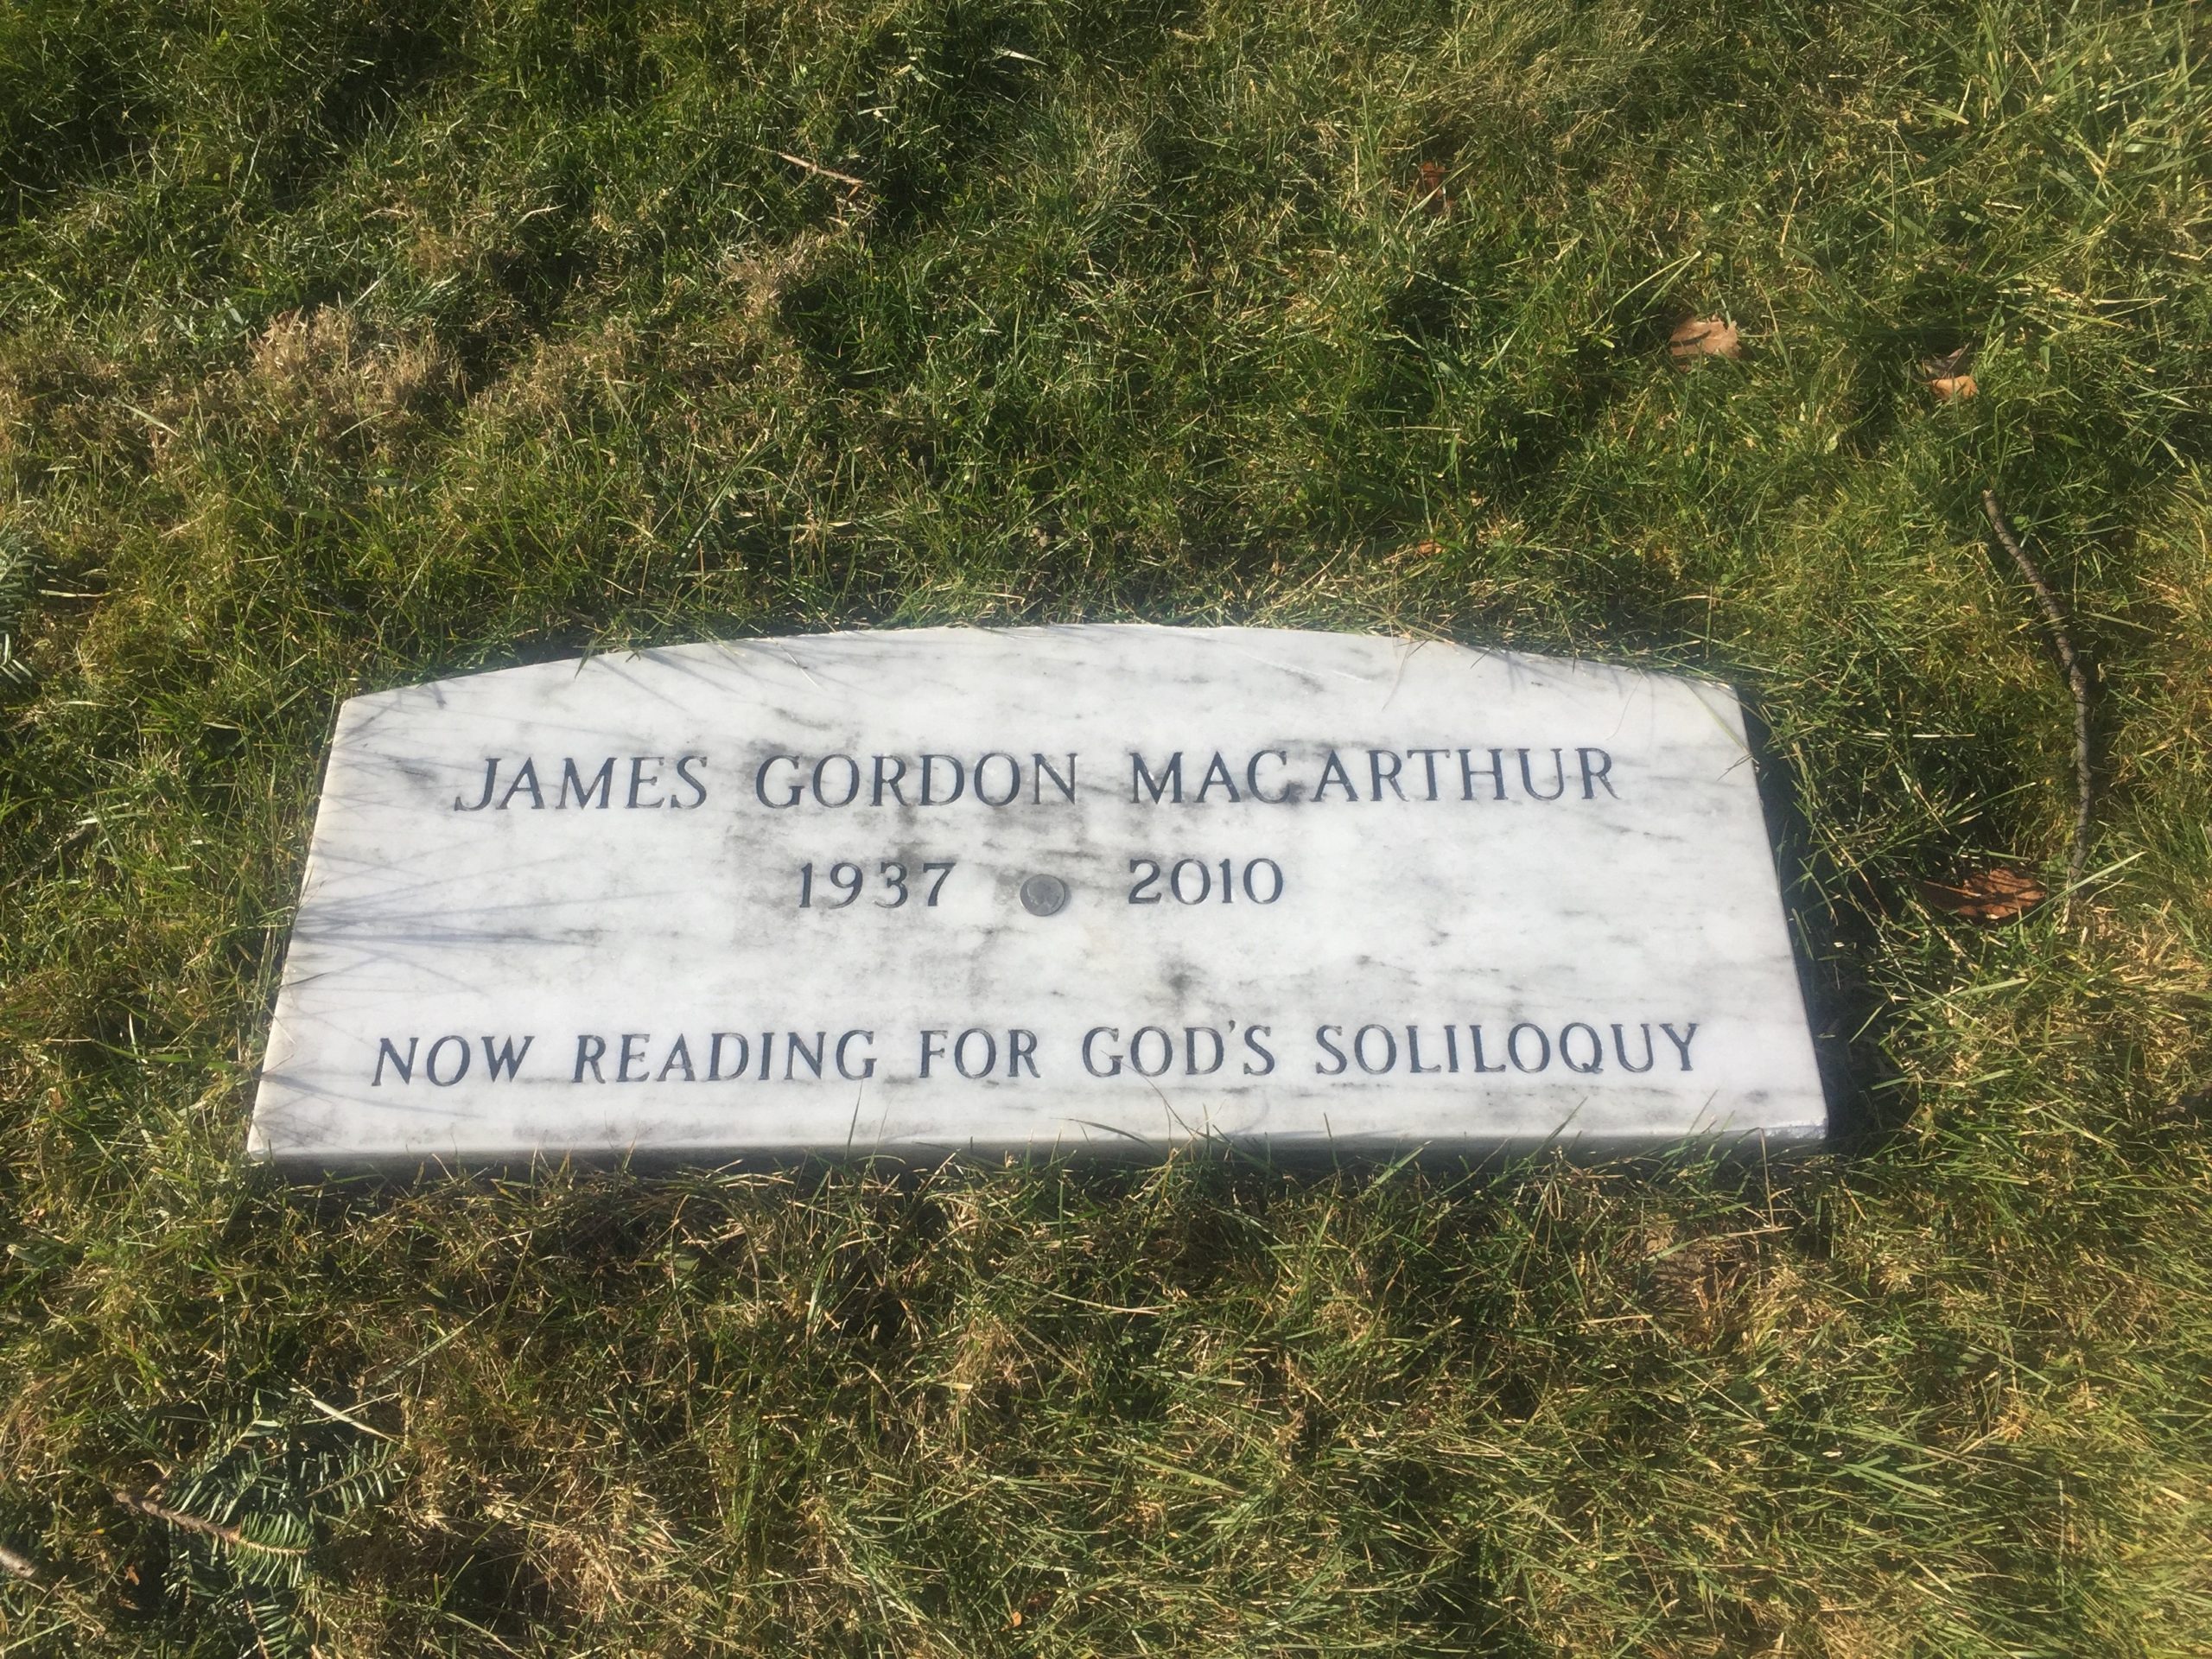 JAMES GORDON MACARTHUR
1937 2010
NOW READING FOR GOD'S SOLILOQUY